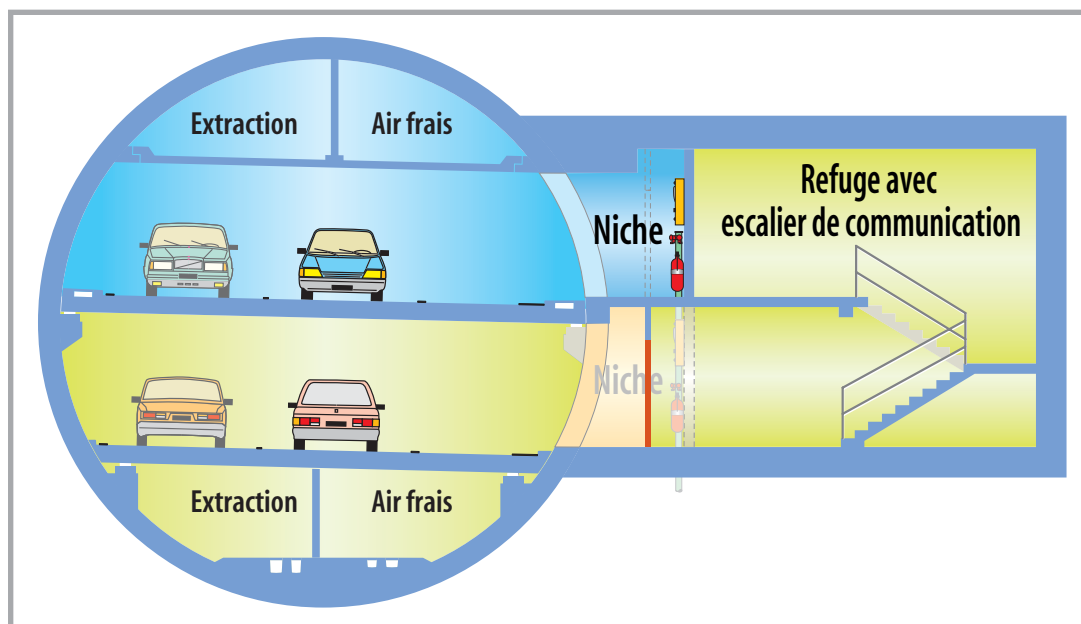 Extraction
Air frais
Niche
Refuge avec
escalier de communication
Niche
Extraction
Air frais